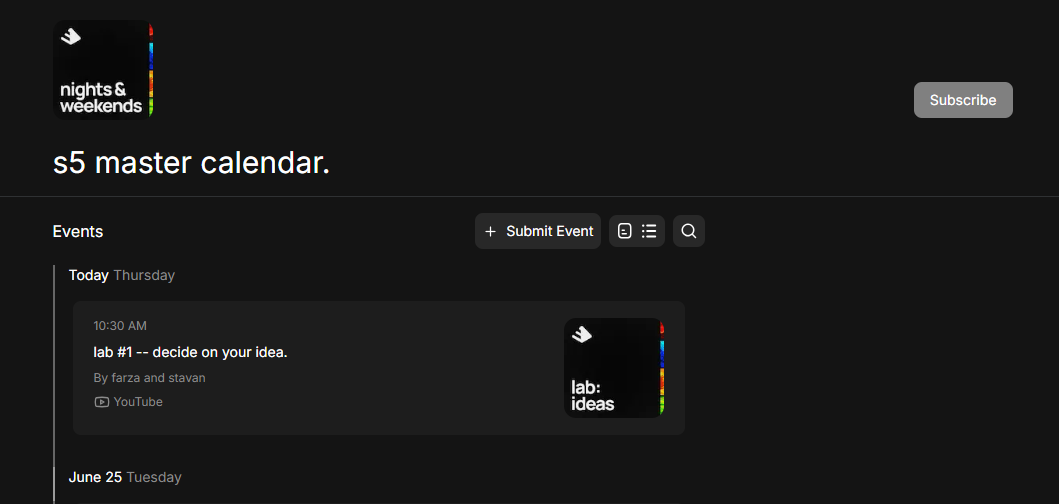 nights &
weekends
Subscribe
s5 master calendar.
Events
+ Submit Event
Today Thursday
10:30 AM
lab #1 -- decide on your idea.
By farza and stavan
YouTube
lab:
ideas
June 25 Tuesday